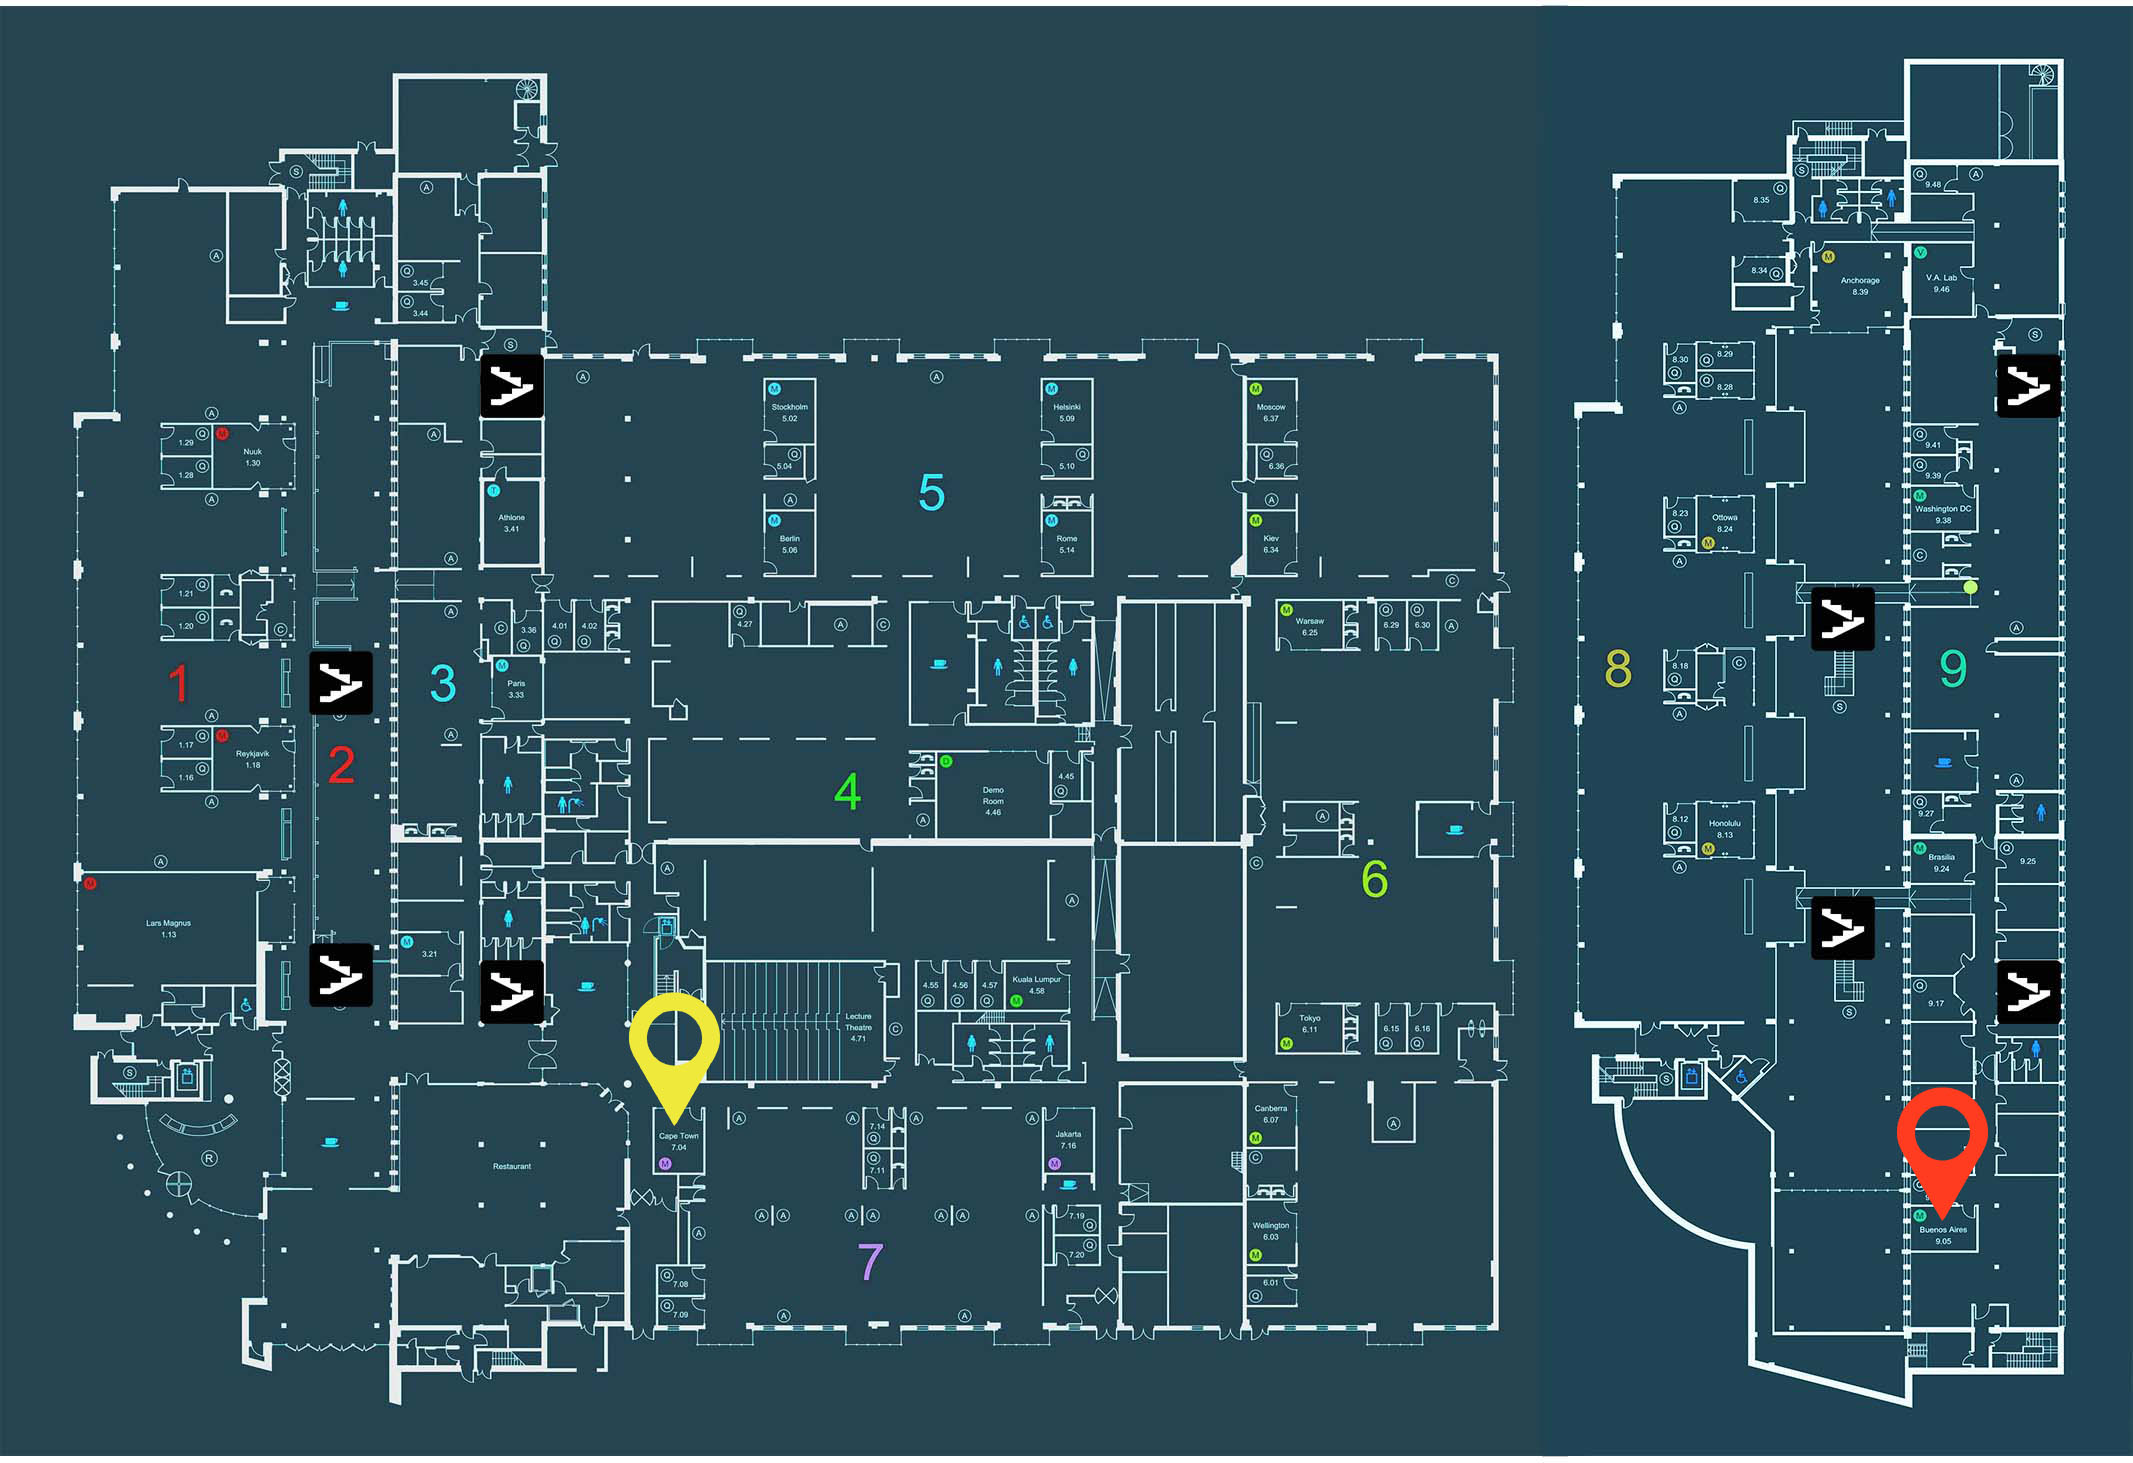 S
A
A
Q
3.45
Q
3.44
S
A
A
A
1.29
Q
M
Nuuk
1.30
1.28
Q
A
A
T
Athlone
3.41
M
Stockholm
5.02
Q
5.04
A
M
Berlin
5.06
5
M
Helsinki
5.09
Q
5.10
M
Rome
5.14
M
Moscow
6.37
Q
6.36
A
M
Kiev
6.34
C
A
1.21
Q
1.20
Q
C
A
A
C
3.36
Q
4.01
Q
4.02
Q
Q
4.27
A
C
M
Warsaw
6.25
Q
6.29
Q
6.30
A
1
2
3
M
Paris
3.33
A
A
1.17
Q
M
Reykjavik
1.18
1.16
Q
A
4
D
Demo
Room
4.46
4.45
Q
A
A
C
6
A
M
Lars Magnus
1.13
M
3.21
A
A
4.55
Q
4.56
Q
4.57
Q
Kuala Lumpur
M
4.58
Lecture
Theatre
4.71
C
Tokyo
6.11
M
6.15
Q
6.16
Q
S
R
Restaurant
Cape Town
7.04
M
A
A
7.14
Q
7.11
Q
A
A
Jakarta
7.16
M
Canberra
6.07
M
C
A
A
A
A
A
A
A
A
A
7
7.19
Q
7.20
Q
Wellington
6.03
M
6.01
Q
Q
7.08
Q
7.09
A
A
S
Q
8.35
8.34
Q
M
Anchorage
8.39
Q
9.48
A
V
V.A. Lab
9.46
S
8.30
Q
Q
8.29
Q
8.28
A
Q
9.41
Q
9.39
M
Washington DC
9.38
C
8.23
Q
Ottowa
8.24
M
A
A
8
8.18
Q
C
A
S
9
A
Q
9.27
8.12
Q
Honolulu
8.13
M
A
M
Brasilia
9.24
Q
9.25
Q
9.17
S
S
Q
M
Buenos Aires
9.05